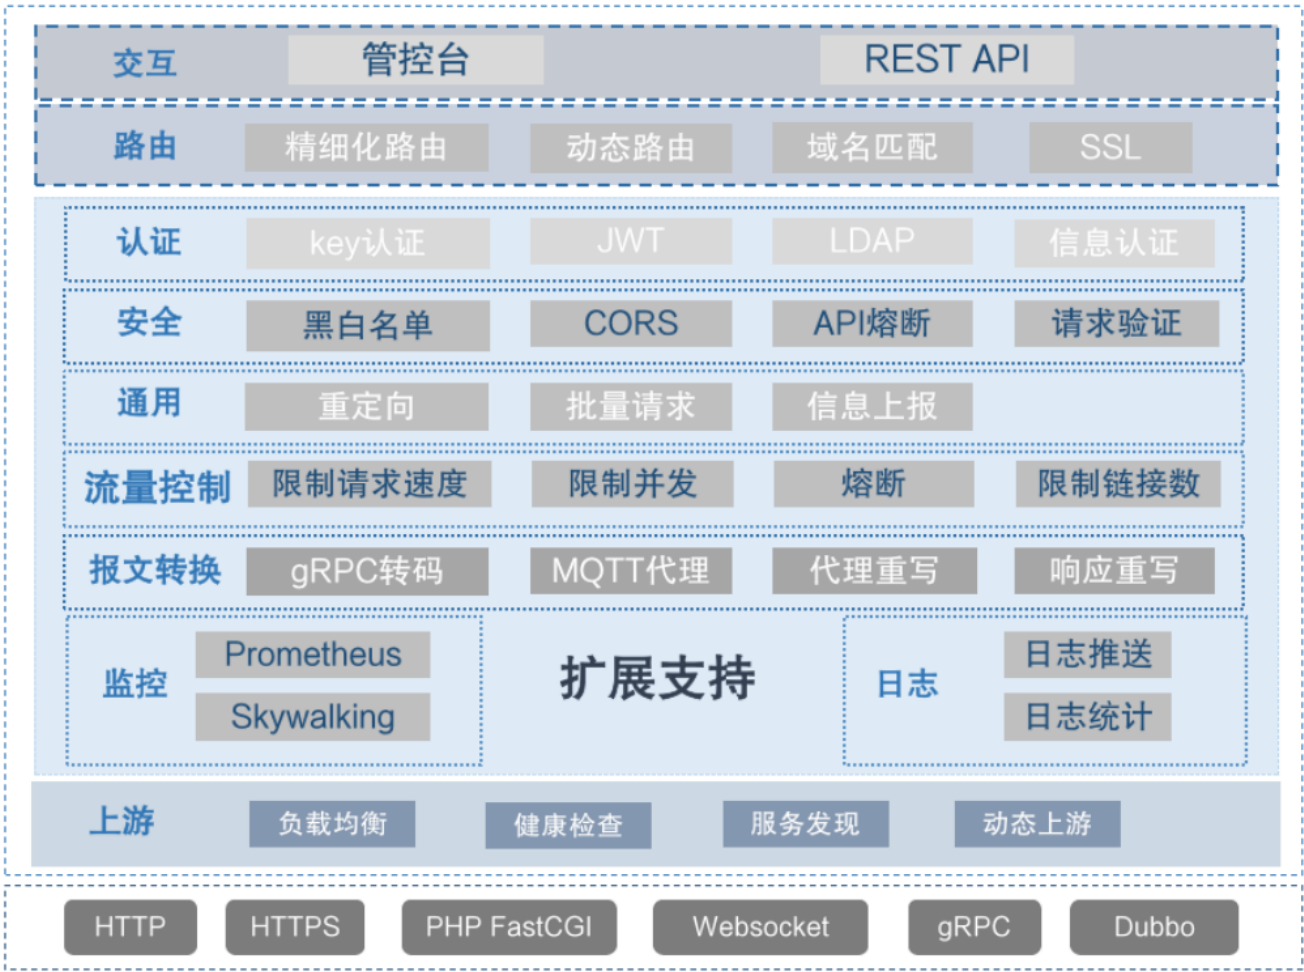 交互 管控台 REST API
路由 精细化路由 动态路由 域名匹配 SSL
认证 key认证 JWT LDAP 信息认证
安全 黑白名单 CORS API熔断 请求验证
通用 重定向 批量请求 信息上报
流量控制 限制请求速度 限制并发 熔断 限制链接数
报文转换 gRPC转码 MQTT代理 代理重写 响应重写
监控
Prometheus
Skywalking
扩展支持
日志
日志推送
日志统计
上游 负载均衡 健康检查 服务发现 动态上游
HTTP HTTPS PHP FastCGI Websocket gRPC Dubbo